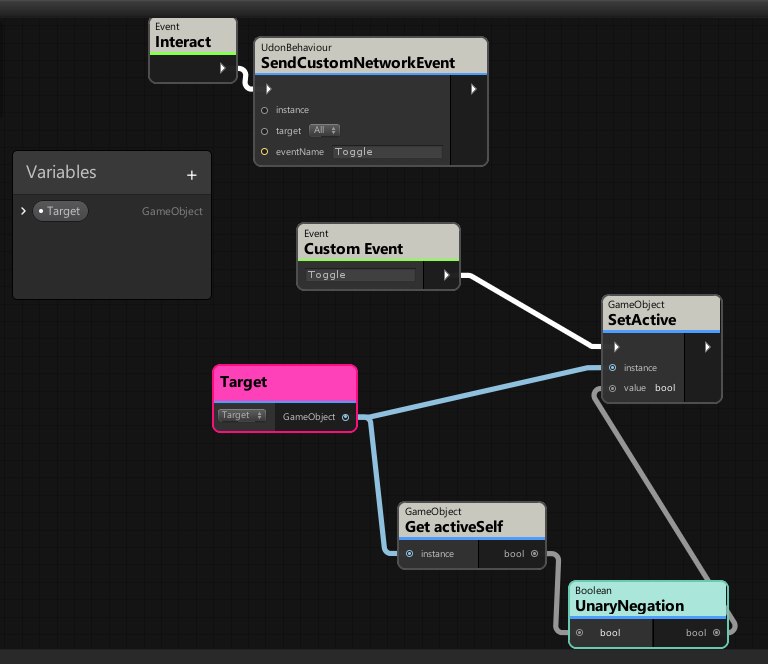 Event
Interact
UdonBehaviour
SendCustomNetworkEvent
instance
target All
eventName Toggle
Variables +
Target GameObject
Event
Custom Event
Toggle
GameObject
SetActive
instance
value bool
Target
Target GameObject
GameObject
Get activeSelf
instance bool
Boolean
UnaryNegation
bool bool